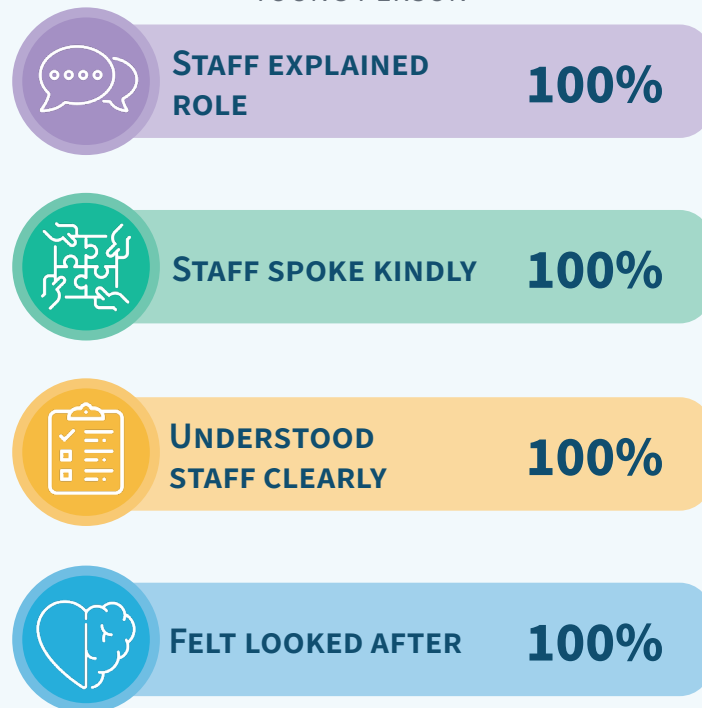 STAFF EXPLAINED
ROLE
100%
STAFF SPOKE KINDLY
100%
UNDERSTOOD
STAFF CLEARLY
100%
FELT LOOKED AFTER
100%